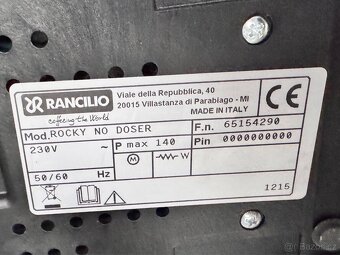 RANCILIO
coffeeing the World
Viale della Repubblica, 40
20015 Villastanza di Parabiago - MI
MADE IN ITALY
CE
Mod. ROCKY NO DOSER
F.n. 65154290
230V ~
P max 140
Pin 0000000000
M
W
50/60 Hz
1215